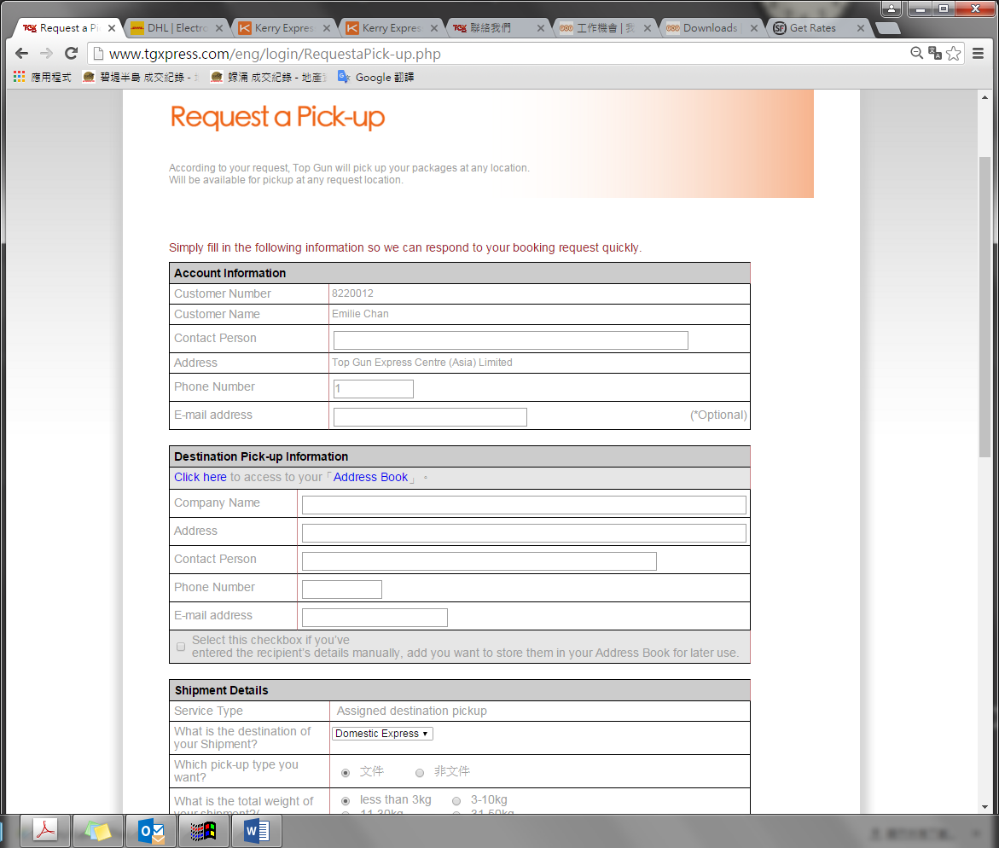 TGX Request a Pi
DHL | Electro
Kerry Expres
Kerry Expres
TGX 聯絡我們
工作機會 | 我
Downloads
SF Get Rates
www.tgxpress.com/eng/login/RequestaPick-up.php
應用程式
碧堤半島 成交紀錄 -
蠔涌 成交紀錄 - 地產
Google 翻譯
Request a Pick-up
According to your request, Top Gun will pick up your packages at any location.
Will be available for pickup at any request location.
Simply fill in the following information so we can respond to your booking request quickly.
Account Information
Customer Number 8220012
Customer Name Emilie Chan
Contact Person
Address Top Gun Express Centre (Asia) Limited
Phone Number 1
E-mail address (*Optional)
Destination Pick-up Information
Click here to access to your「Address Book」。
Company Name
Address
Contact Person
Phone Number
E-mail address
Select this checkbox if you've
entered the recipient's details manually, add you want to store them in your Address Book for later use.
Shipment Details
Service Type Assigned destination pickup
What is the destination of
your Shipment?
Domestic Express
Which pick-up type you
want?
文件 非文件
What is the total weight of
your shipment?(
less than 3kg 3-10kg
11-30kg 31-50kg